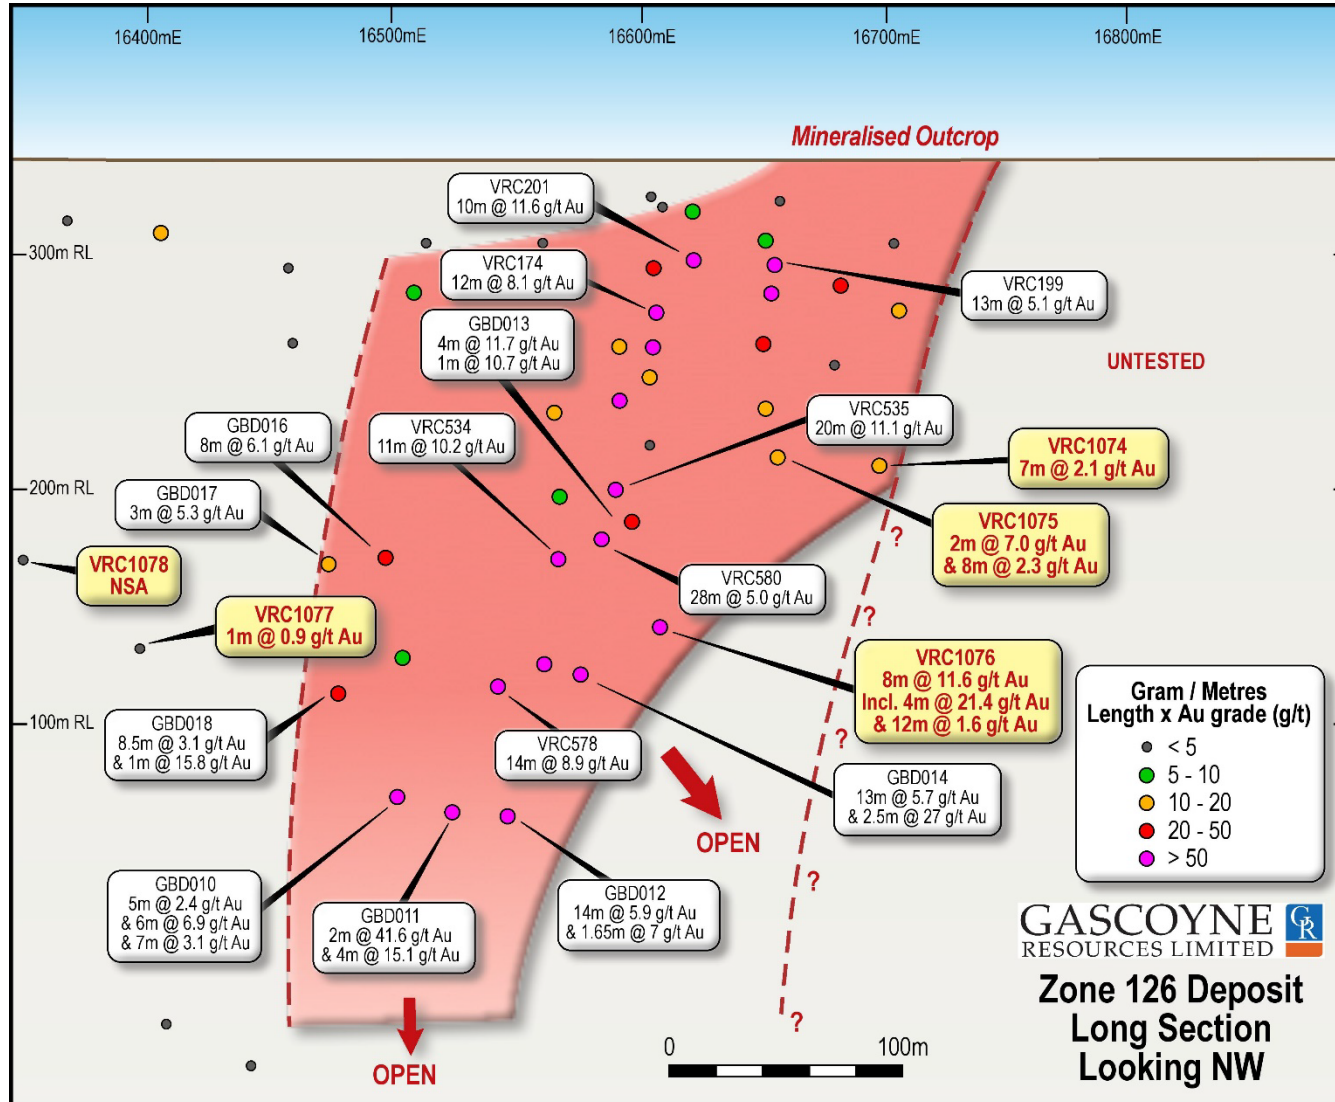 16400mE
16500mE
16600mE
16700mE
16800mE
Mineralised Outcrop
VRC201
10m @ 11.6 g/t Au
300m RL
VRC174
12m @ 8.1 g/t Au
VRC199
13m @ 5.1 g/t Au
GBD013
4m @ 11.7 g/t Au
1m @ 10.7 g/t Au
UNTESTED
VRC535
20m @ 11.1 g/t Au
GBD016
8m @ 6.1 g/t Au
VRC534
11m @ 10.2 g/t Au
VRC1074
7m @ 2.1 g/t Au
200m RL
GBD017
3m @ 5.3 g/t Au
VRC1075
2m @ 7.0 g/t Au
& 8m @ 2.3 g/t Au
?
VRC1078
NSA
VRC580
28m @ 5.0 g/t Au
VRC1077
1m @ 0.9 g/t Au
?
VRC1076
8m @ 11.6 g/t Au
Incl. 4m @ 21.4 g/t Au
& 12m @ 1.6 g/t Au
Gram / Metres
Length x Au grade (g/t)
< 5
5 - 10
10 - 20
20 - 50
> 50
100m RL
GBD018
8.5m @ 3.1 g/t Au
& 1m @ 15.8 g/t Au
VRC578
14m @ 8.9 g/t Au
?
GBD014
13m @ 5.7 g/t Au
& 2.5m @ 27 g/t Au
?
OPEN
?
GBD010
5m @ 2.4 g/t Au
& 6m @ 6.9 g/t Au
& 7m @ 3.1 g/t Au
GBD011
2m @ 41.6 g/t Au
& 4m @ 15.1 g/t Au
GBD012
14m @ 5.9 g/t Au
& 1.65m @ 7 g/t Au
GASCOYNE
RESOURCES LIMITED
GR
Zone 126 Deposit
Long Section
Looking NW
?
0
100m
OPEN